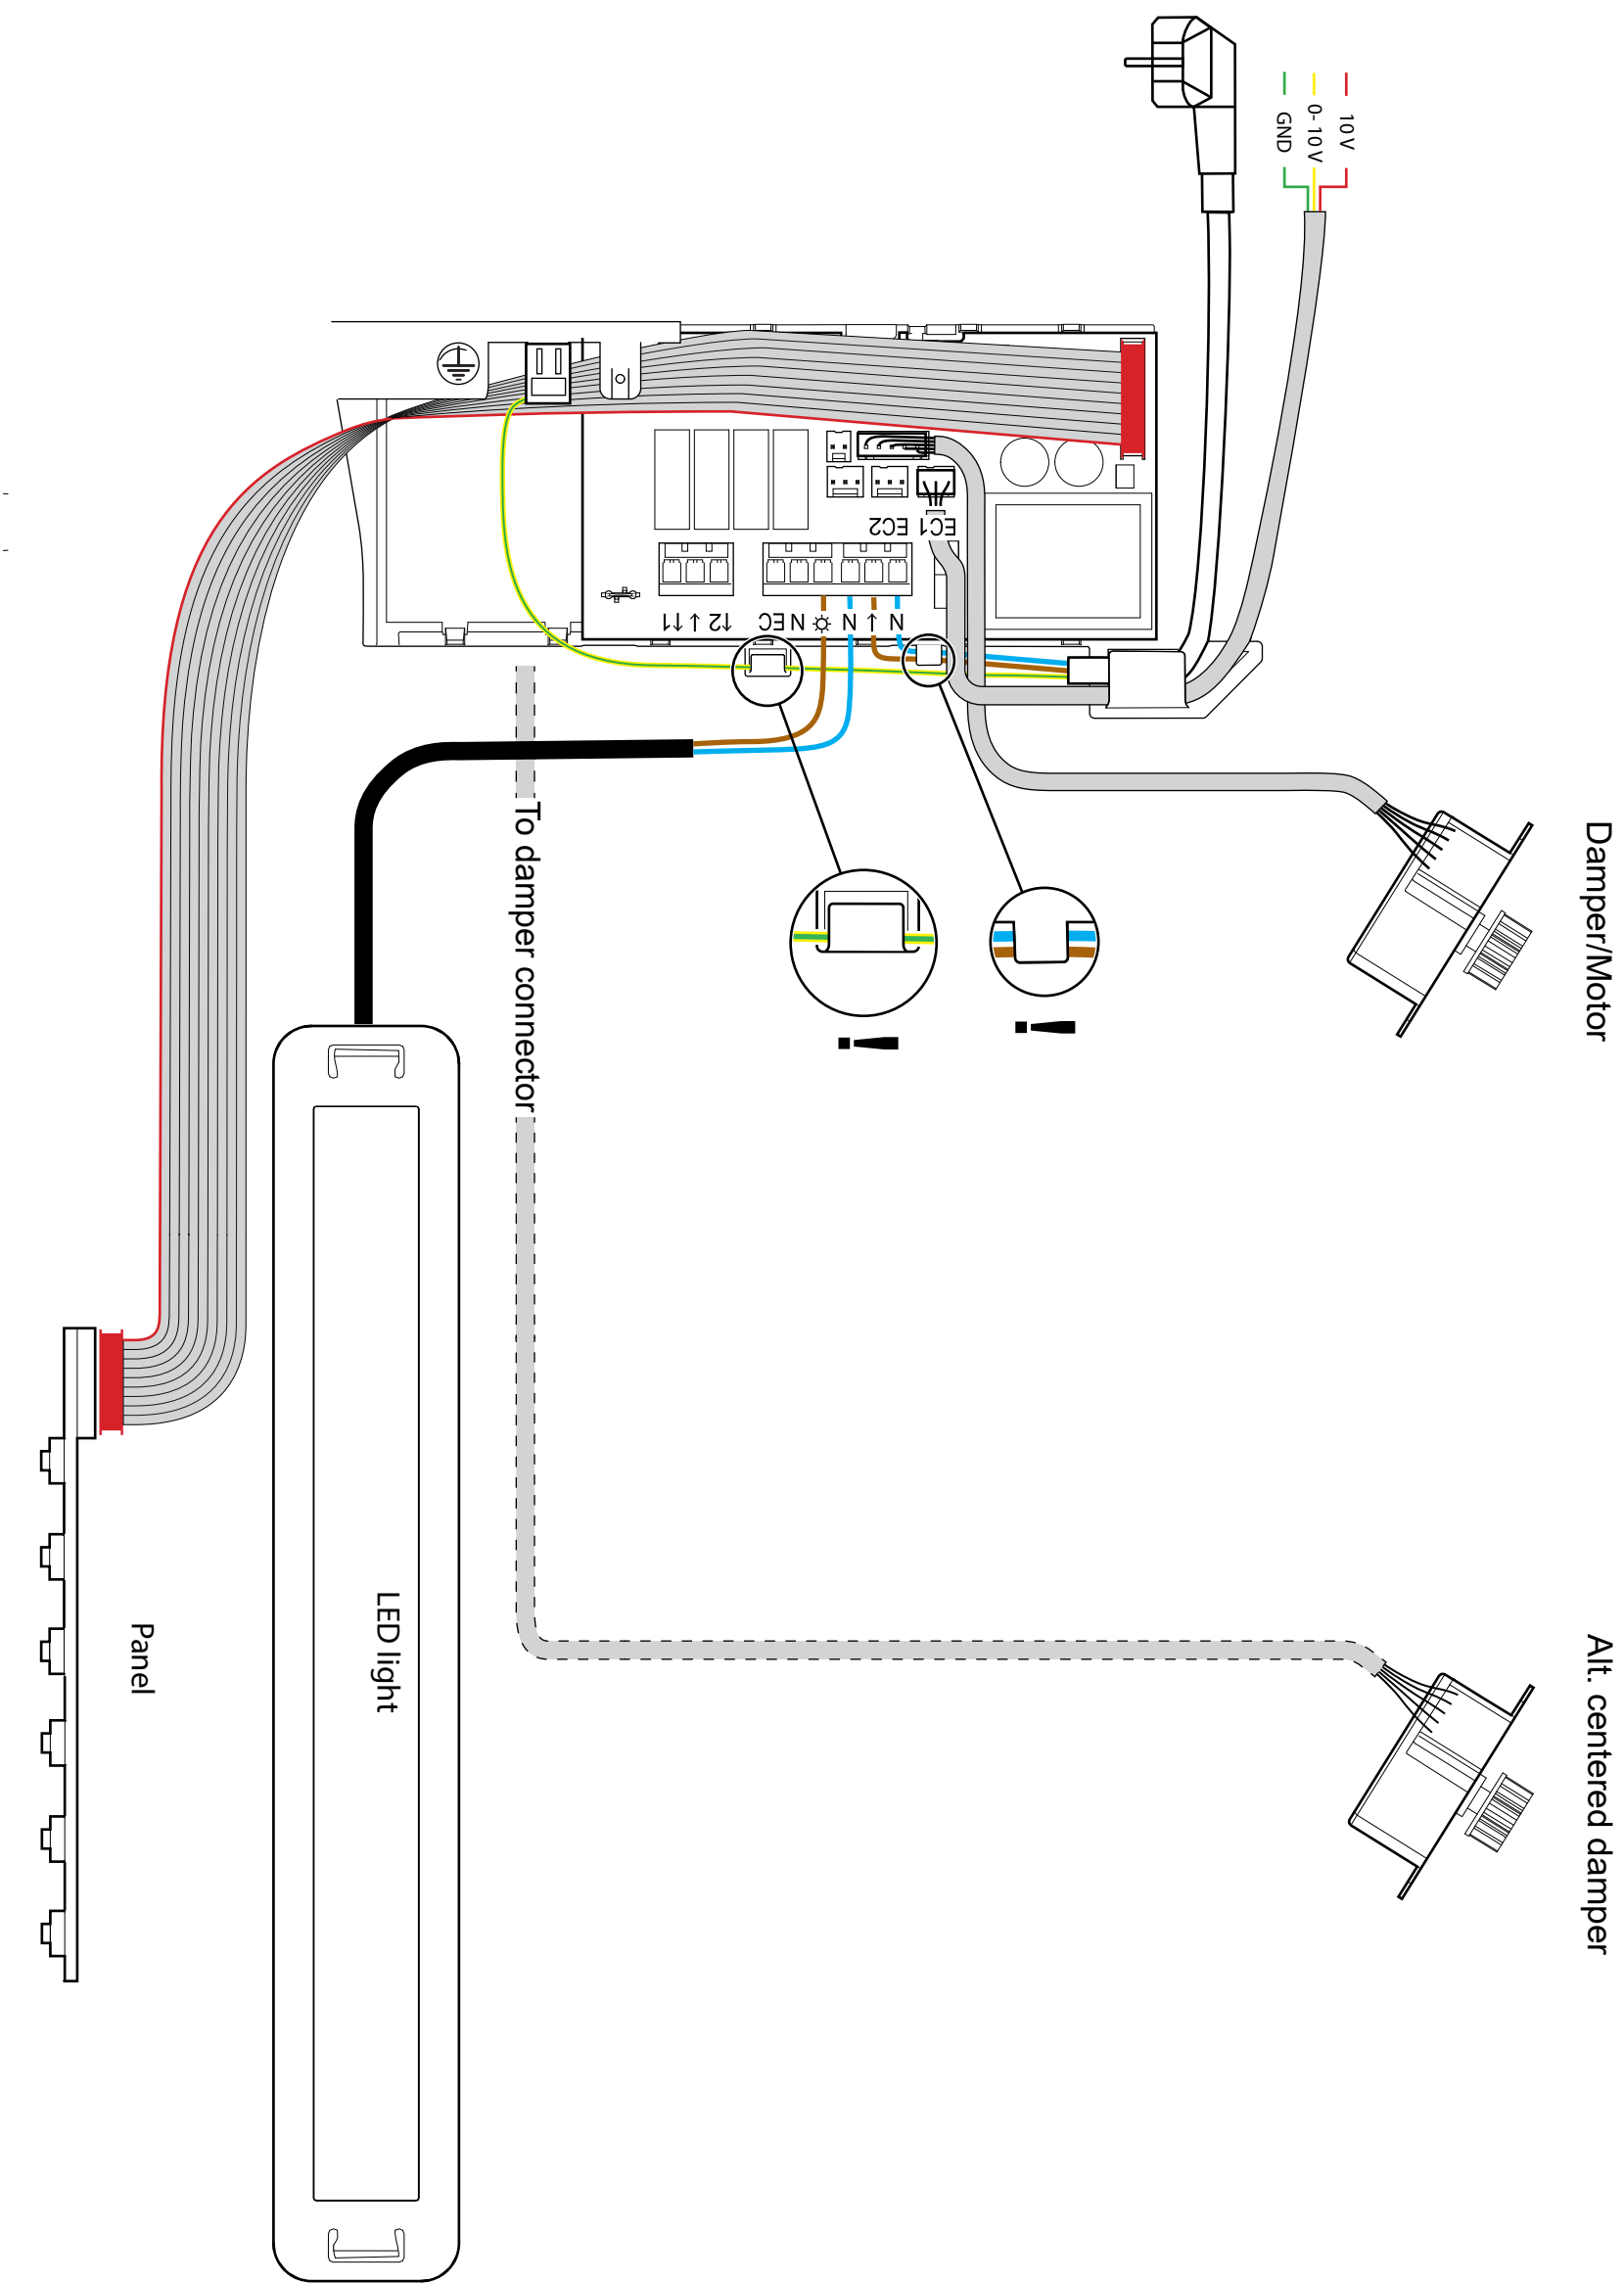 10 V
0- 10 V
GND
EC2 EC1
↓↑1 ↑ ↓↑2
EC N ☼ N ↑ N
Damper/Motor
To damper connector
!
!
LED light
Panel
Alt. centered damper